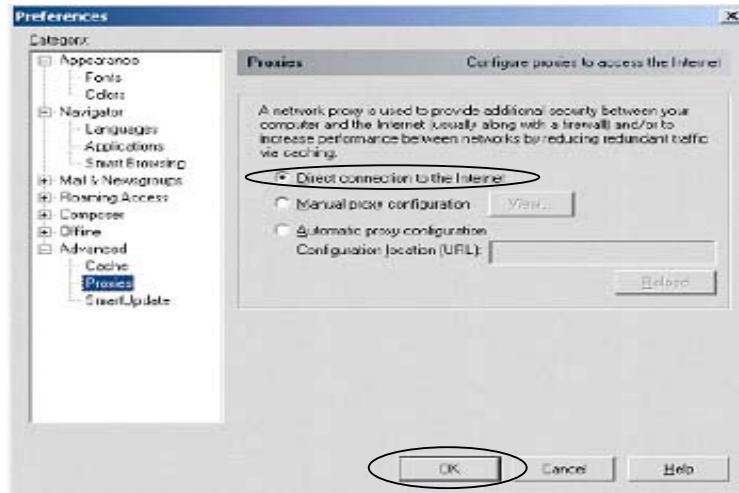 Preferences
Category:
Appearance
Fonts
Colors
Navigator
Languages
Applications
Smart Browsing
Mail & Newsgroups
Roaming Access
Composer
Offline
Advanced
Cache
Proxies
SmartUpdate
Proxies Configure proxies to access the Internet
A network proxy is used to provide additional security between your
computer and the Internet (usually along with a firewall) and/or to
increase performance between networks by reducing redundant traffic
via caching.
Direct connection to the Internet
Manual proxy configuration View...
Automatic proxy configuration
Configuration location (URL):
Reload
OK Cancel Help